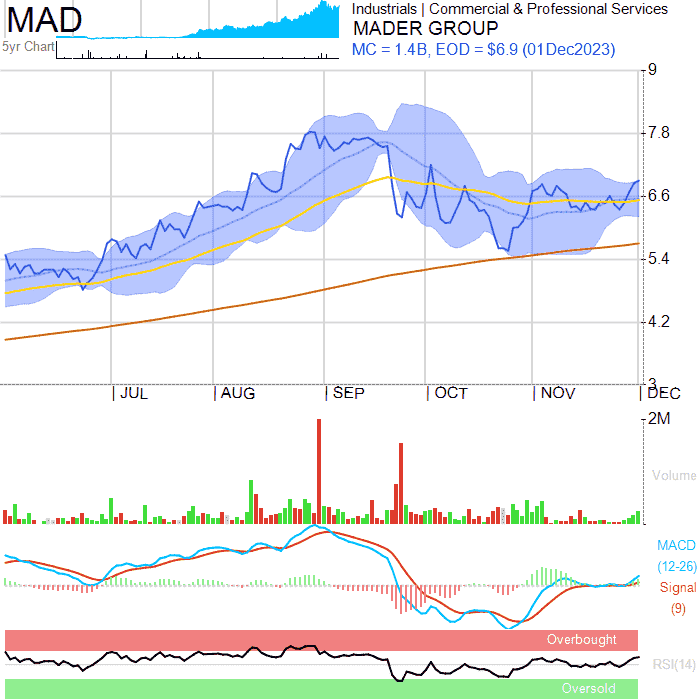 MAD
Industrials | Commercial & Professional Services
MADER GROUP
5yr Chart
MC = 1.4B, EOD = $6.9 (01Dec2023)
9
7.8
6.6
5.4
4.2
3
JUL AUG SEP OCT NOV DEC
2M
Volume
MACD
(12-26)
Signal
(9)
Overbought
RSI(14)
Oversold